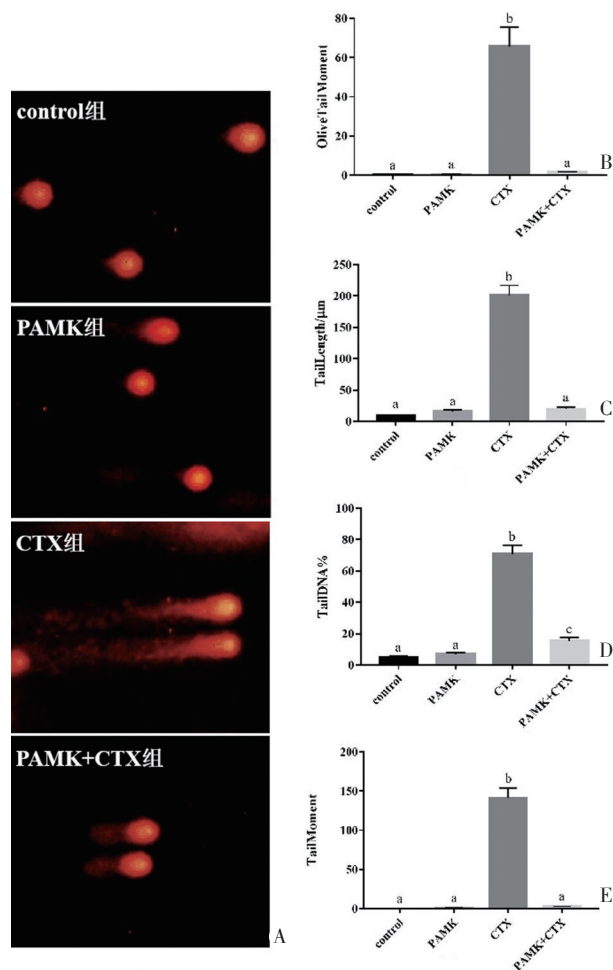 control组
PAMK组
CTX组
PAMK+CTX组
A
OliveTailMoment
80
60
40
20
0
a
a
b
a
control
PAMK
CTX
PAMK+CTX
B
TailLength/μm
250
200
150
100
50
0
a
a
b
a
control
PAMK
CTX
PAMK+CTX
C
TailDNA%
100
80
60
40
20
0
a
a
b
c
control
PAMK
CTX
PAMK+CTX
D
TailMoment
200
150
100
50
0
a
a
b
a
control
PAMK
CTX
PAMK+CTX
E